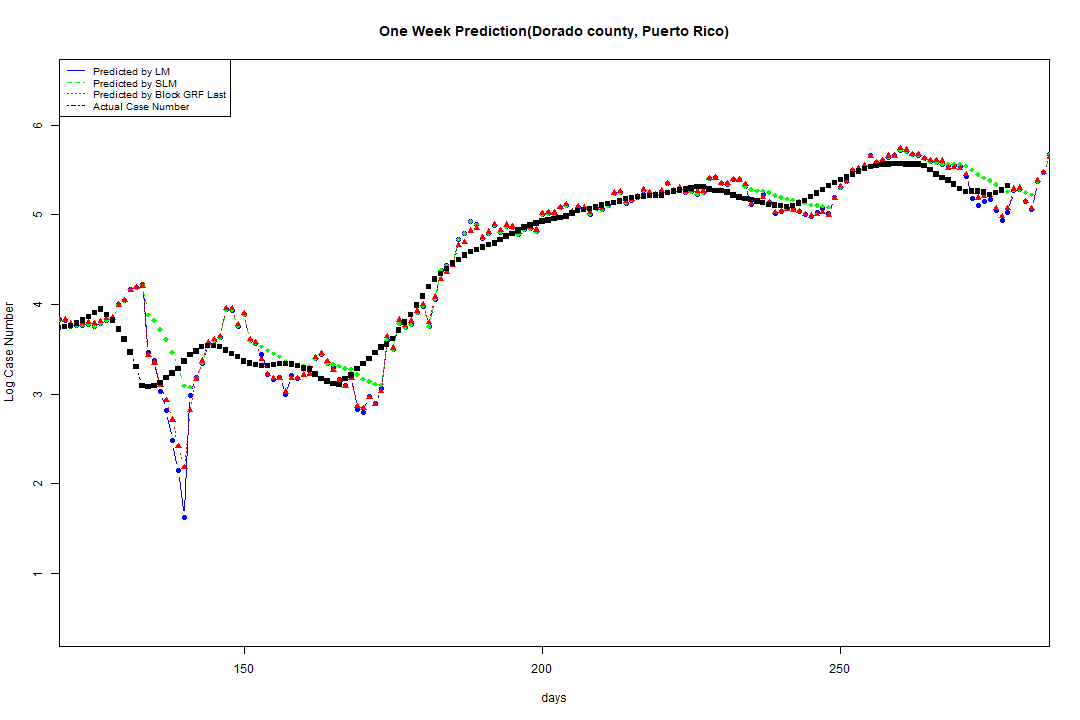 One Week Prediction(Dorado county, Puerto Rico)
Predicted by LM
Predicted by SLM
Predicted by Block GRF Last
Actual Case Number
6
5
4
3
2
1
Log Case Number
150 200 250
days